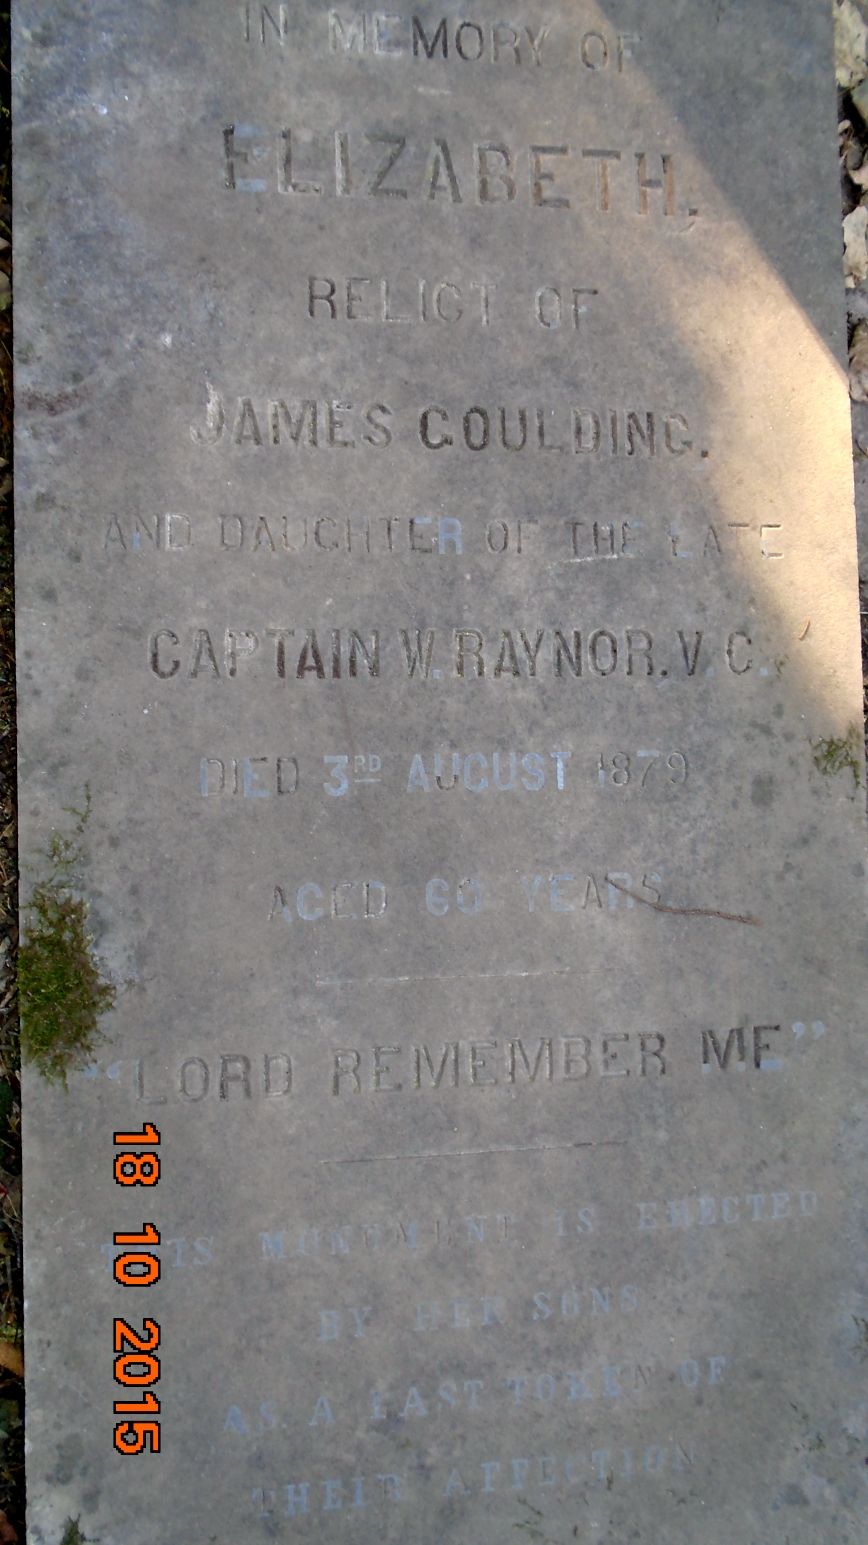 IN MEMORY OF
ELIZABETH.
RELICT OF
JAMES GOULDING.
AND DAUGHTER OF THE LATE
CAPTAIN W. RAYNOR. V. C.
DIED 3RD AUGUST 1879
AGED 60 YEARS
"LORD REMEMBER ME"
THIS MONUMENT IS ERECTED
BY HER SONS
AS A LAST TOKEN OF
THEIR AFFECTION
18 10 2015